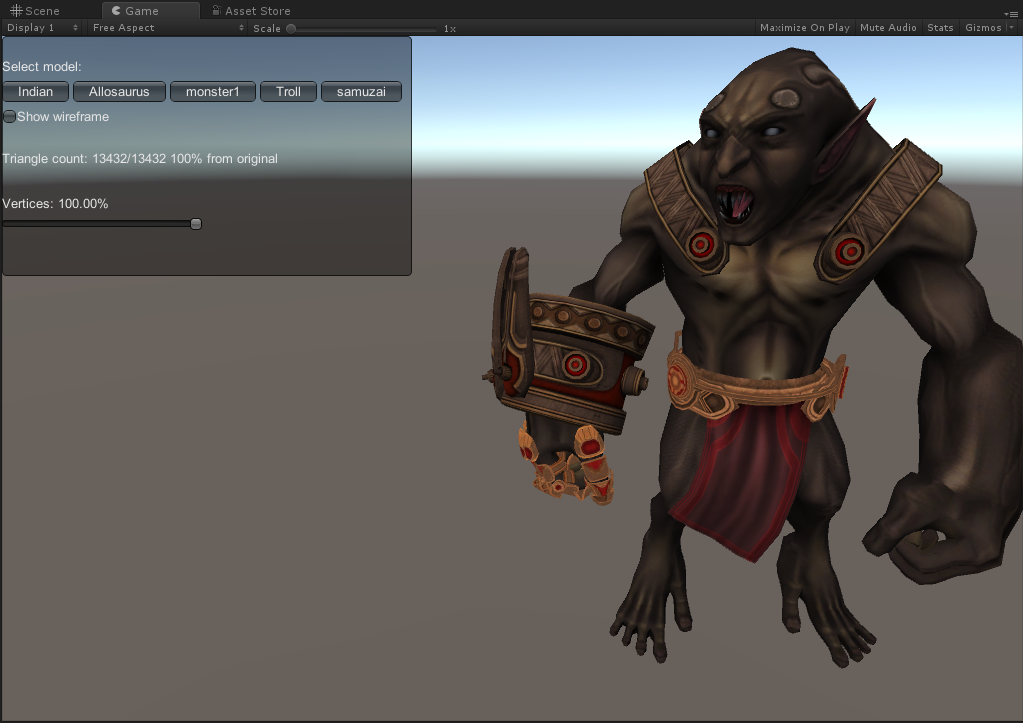 Scene Game Asset Store
Display 1 Free Aspect Scale 1x Maximize On Play Mute Audio Stats Gizmos
Select model:
Indian Allosaurus monster1 Troll samuzai
Show wireframe
Triangle count: 13432/13432 100% from original
Vertices: 100.00%